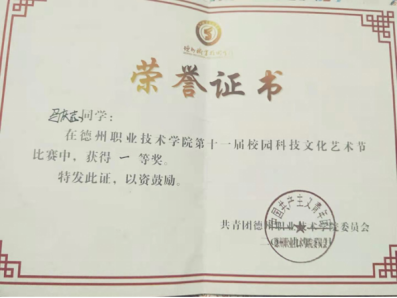 荣誉证书
同学:
在德州职业技术学院第十一届校园科技文化艺术节
比赛中，获得 一 等奖。
特发此证，以资鼓励。
共青团德州职业技术学院委员会